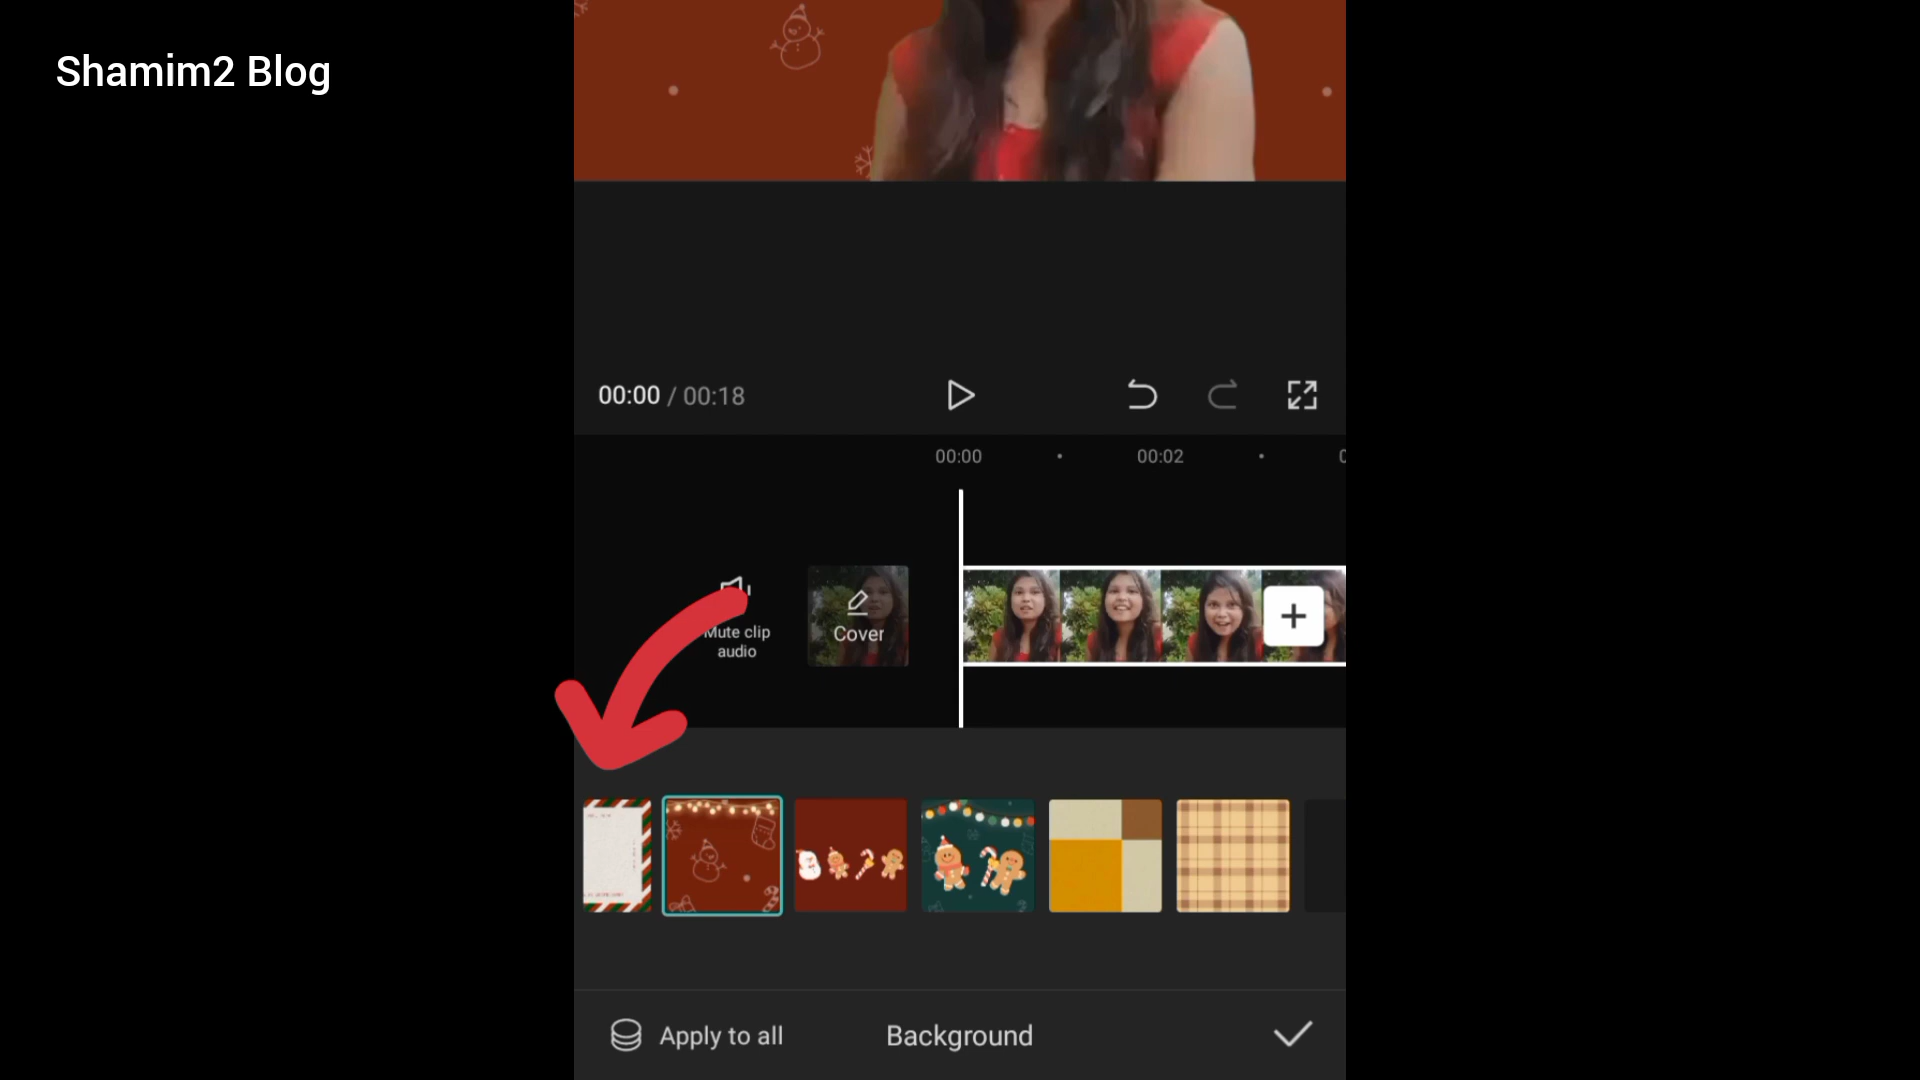 Shamim2 Blog
00:00 / 00:18
00:00
00:02
Mute clip
audio
Cover
Apply to all
Background